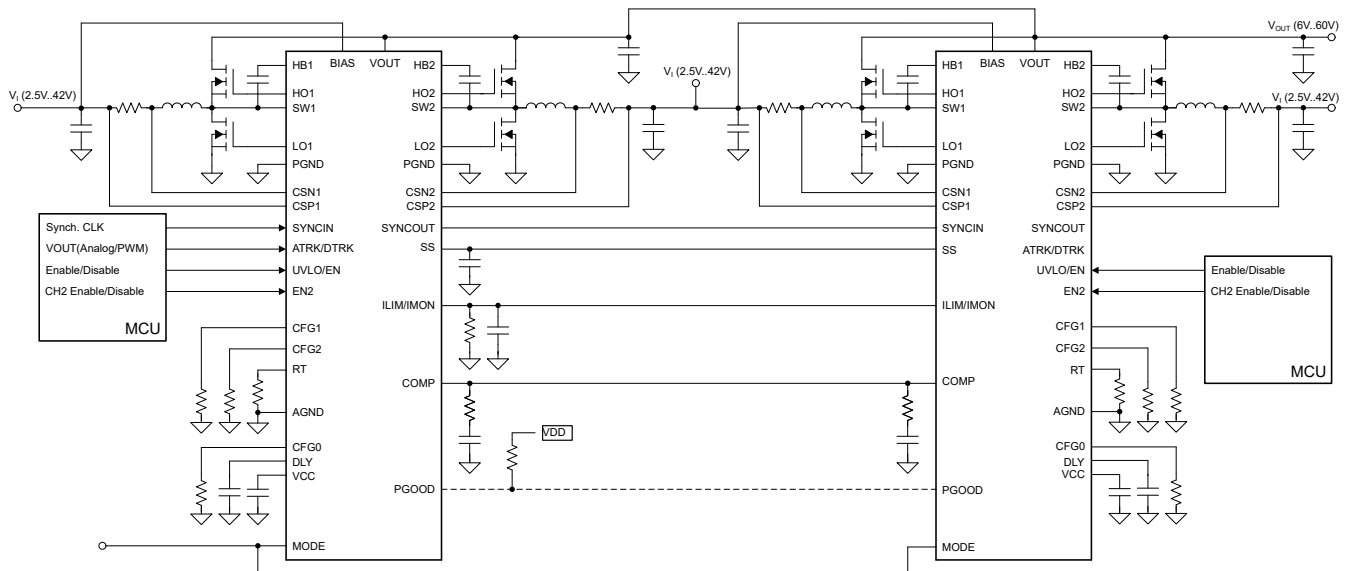 V_OUT (6V..60V)
V_I (2.5V..42V)
V_I (2.5V..42V)
V_I (2.5V..42V)
HB1
BIAS
VOUT
HB2
HO1
HO2
SW1
SW2
LO1
LO2
PGND
PGND
CSN1
CSN2
CSP1
CSP2
SYNCIN
SYNCOUT
ATRK/DTRK
SS
UVLO/EN
EN2
ILIM/IMON
CFG1
CFG2
RT
COMP
AGND
CFG0
DLY
VCC
PGOOD
MODE
Synch. CLK
VOUT(Analog/PWM)
Enable/Disable
CH2 Enable/Disable
MCU
VDD
HB1
BIAS
VOUT
HB2
HO1
HO2
SW1
SW2
LO1
LO2
PGND
PGND
CSN1
CSN2
CSP1
CSP2
SYNCIN
SYNCOUT
SS
ATRK/DTRK
UVLO/EN
EN2
ILIM/IMON
CFG1
CFG2
RT
COMP
AGND
CFG0
DLY
VCC
PGOOD
MODE
Enable/Disable
CH2 Enable/Disable
MCU